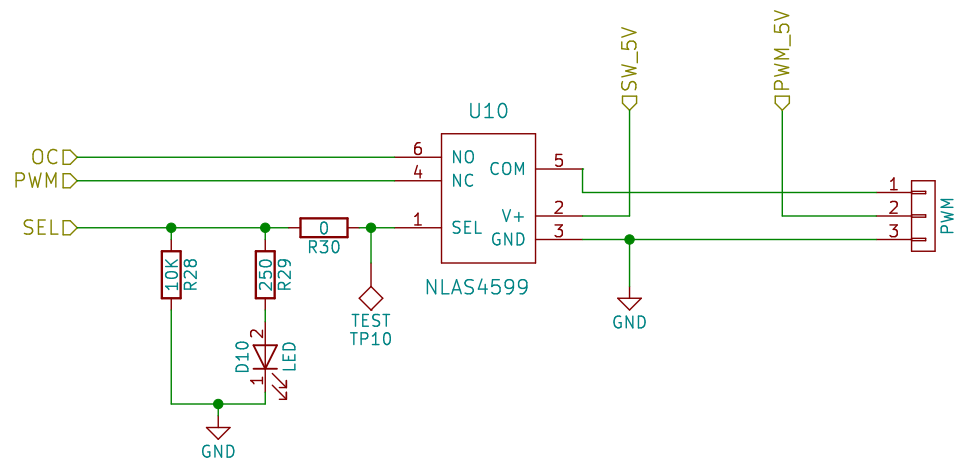 SW_5V
PWM_5V
U10
OC
6
NO
COM
5
PWM
4
NC
1
V+
2
2
PWM
SEL
1
SEL
GND
3
3
0
R30
10K
R28
250
R29
NLAS4599
TEST
TP10
GND
2
D10
LED
1
GND